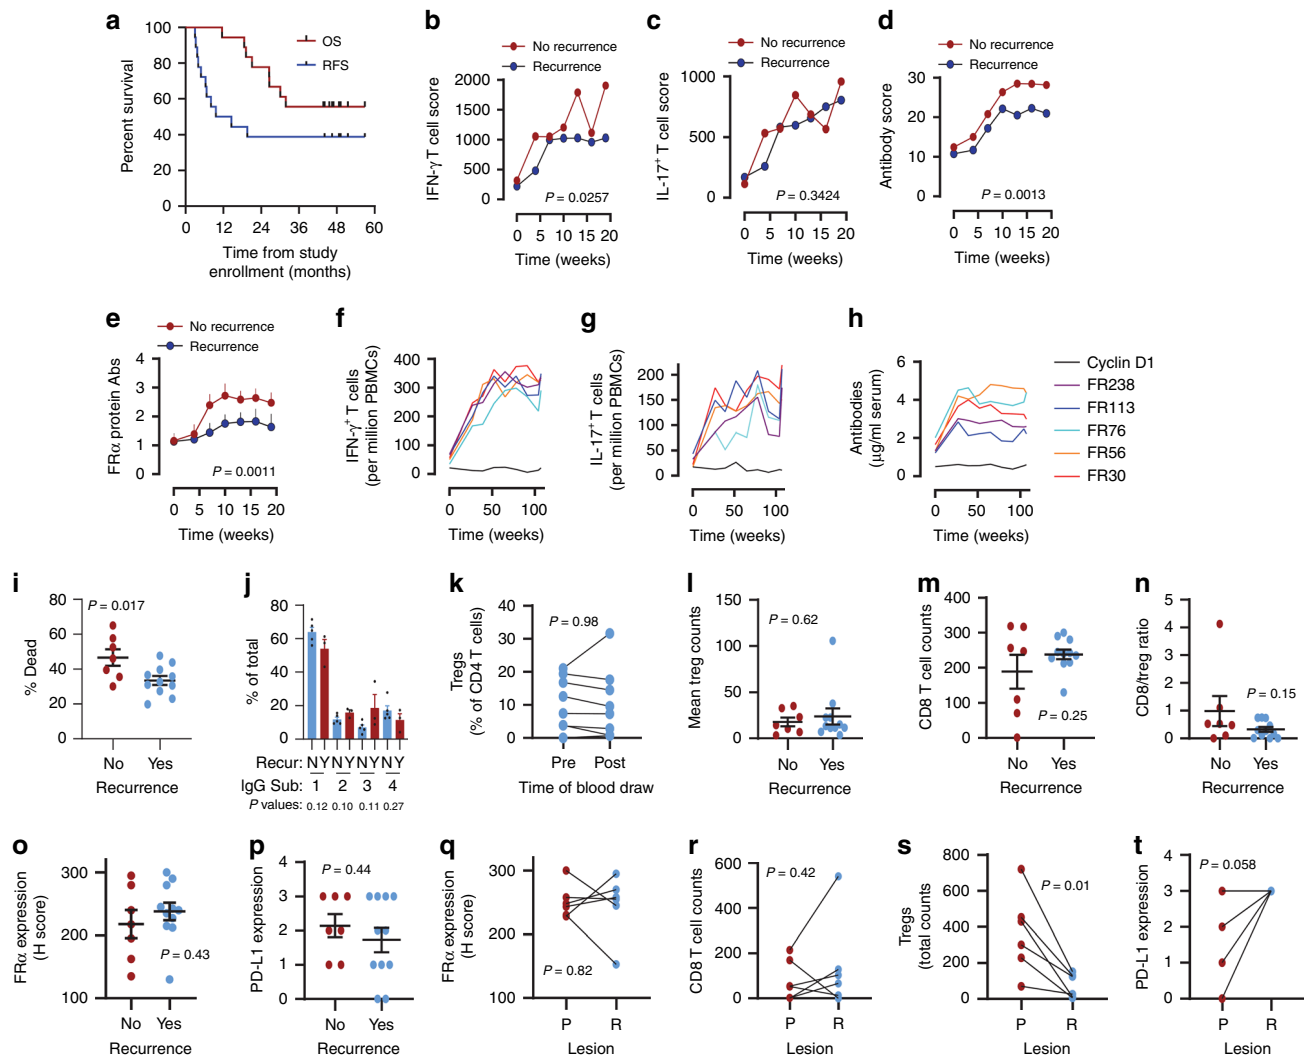 a
100
80
60
40
20
0
Percent survival
OS
RFS
0 12 24 36 48 60
Time from study
enrollment (months)
b
No recurrence
Recurrence
2000
1500
1000
500
0
IFN-γ T cell score
P = 0.0257
0 5 10 15 20
Time (weeks)
c
No recurrence
Recurrence
1000
500
0
IL-17+ T cell score
P = 0.3424
0 5 10 15 20
Time (weeks)
d
No recurrence
Recurrence
30
20
10
0
Antibody score
P = 0.0013
0 5 10 15 20
Time (weeks)
e
No recurrence
Recurrence
4
3
2
1
0
FRα protein Abs
P = 0.0011
0 5 10 15 20
Time (weeks)
f
400
300
200
100
0
IFN-γ+ T cells
(per million PBMCs)
0 50 100
Time (weeks)
g
200
150
100
50
0
IL-17+ T cells
(per million PBMCs)
0 50 100
Time (weeks)
h
6
4
2
0
Antibodies
(μg/ml serum)
0 50 100
Time (weeks)
Cyclin D1
FR238
FR113
FR76
FR56
FR30
i
80
60
40
20
0
% Dead
P = 0.017
No Yes
Recurrence
j
80
60
40
20
0
% of total
Recur: N Y N Y N Y N Y
IgG Sub: 1 2 3 4
P values: 0.12 0.10 0.11 0.27
k
40
30
20
10
0
Tregs
(% of CD4 T cells)
P = 0.98
Pre Post
Time of blood draw
l
150
100
50
0
Mean treg counts
P = 0.62
No Yes
Recurrence
m
400
300
200
100
0
CD8 T cell counts
P = 0.25
No Yes
Recurrence
n
5
4
3
2
1
0
CD8/treg ratio
P = 0.15
No Yes
Recurrence
o
300
200
100
FRα expression
(H score)
P = 0.43
No Yes
Recurrence
p
4
3
2
1
0
PD-L1 expression
P = 0.44
No Yes
Recurrence
q
300
200
100
FRα expression
(H score)
P = 0.82
P R
Lesion
r
600
400
200
0
CD8 T cell counts
P = 0.42
P R
Lesion
s
800
600
400
200
0
Tregs
(total counts)
P = 0.01
P R
Lesion
t
4
3
2
1
0
PD-L1 expression
P = 0.058
P R
Lesion